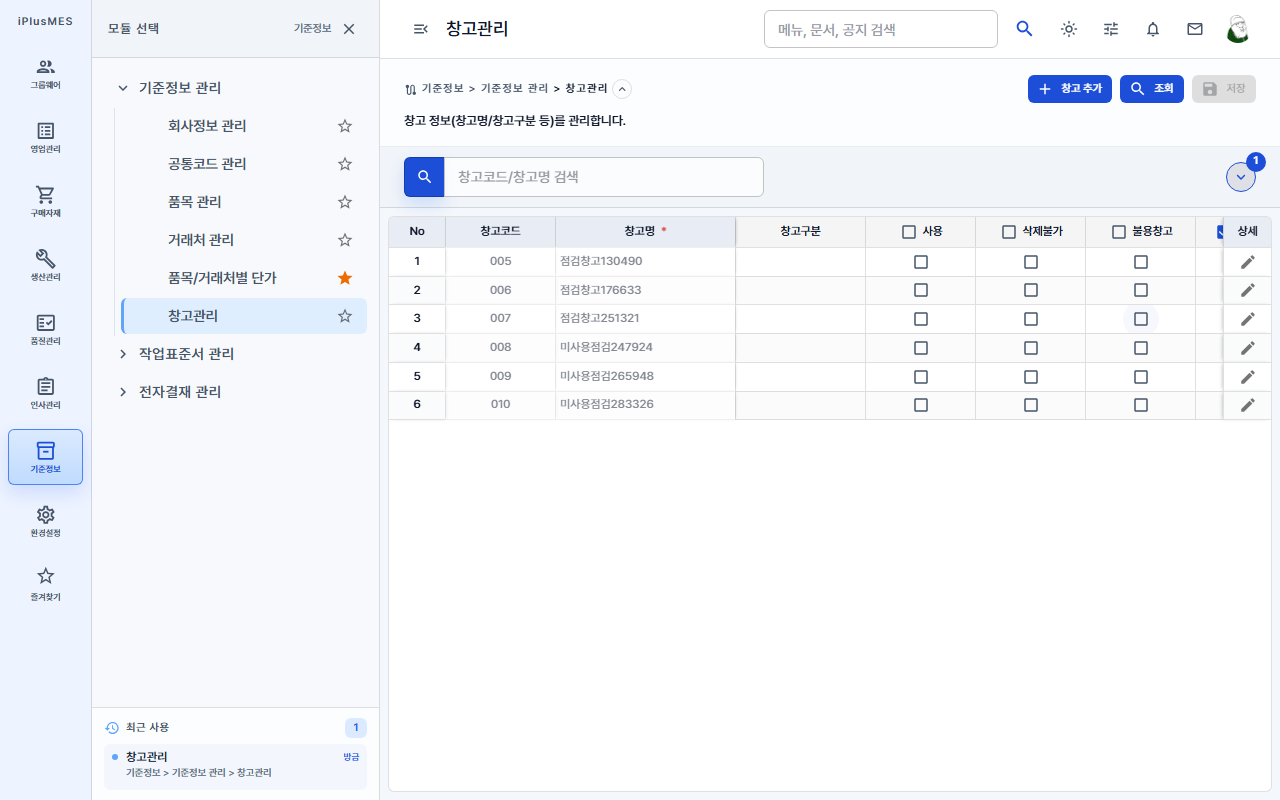 iPlusMES
그룹웨어
영업관리
구매자재
생산관리
품질관리
인사관리
기준정보
환경설정
즐겨찾기
모듈 선택
기준정보
기준정보 관리
회사정보 관리
공통코드 관리
품목 관리
거래처 관리
품목/거래처별 단가
창고관리
작업표준서 관리
전자결재 관리
최근 사용
1
창고관리
방금
기준정보 > 기준정보 관리 > 창고관리
창고관리
메뉴, 문서, 공지 검색
기준정보 > 기준정보 관리 > 창고관리
창고 추가
조회
저장
창고 정보(창고명/창고구분 등)를 관리합니다.
창고코드/창고명 검색
1
No 창고코드 창고명 * 창고구분 사용 삭제불가 불용창고 상세
1 005 점검창고130490
2 006 점검창고176633
3 007 점검창고251321
4 008 미사용점검247924
5 009 미사용점검265948
6 010 미사용점검283326